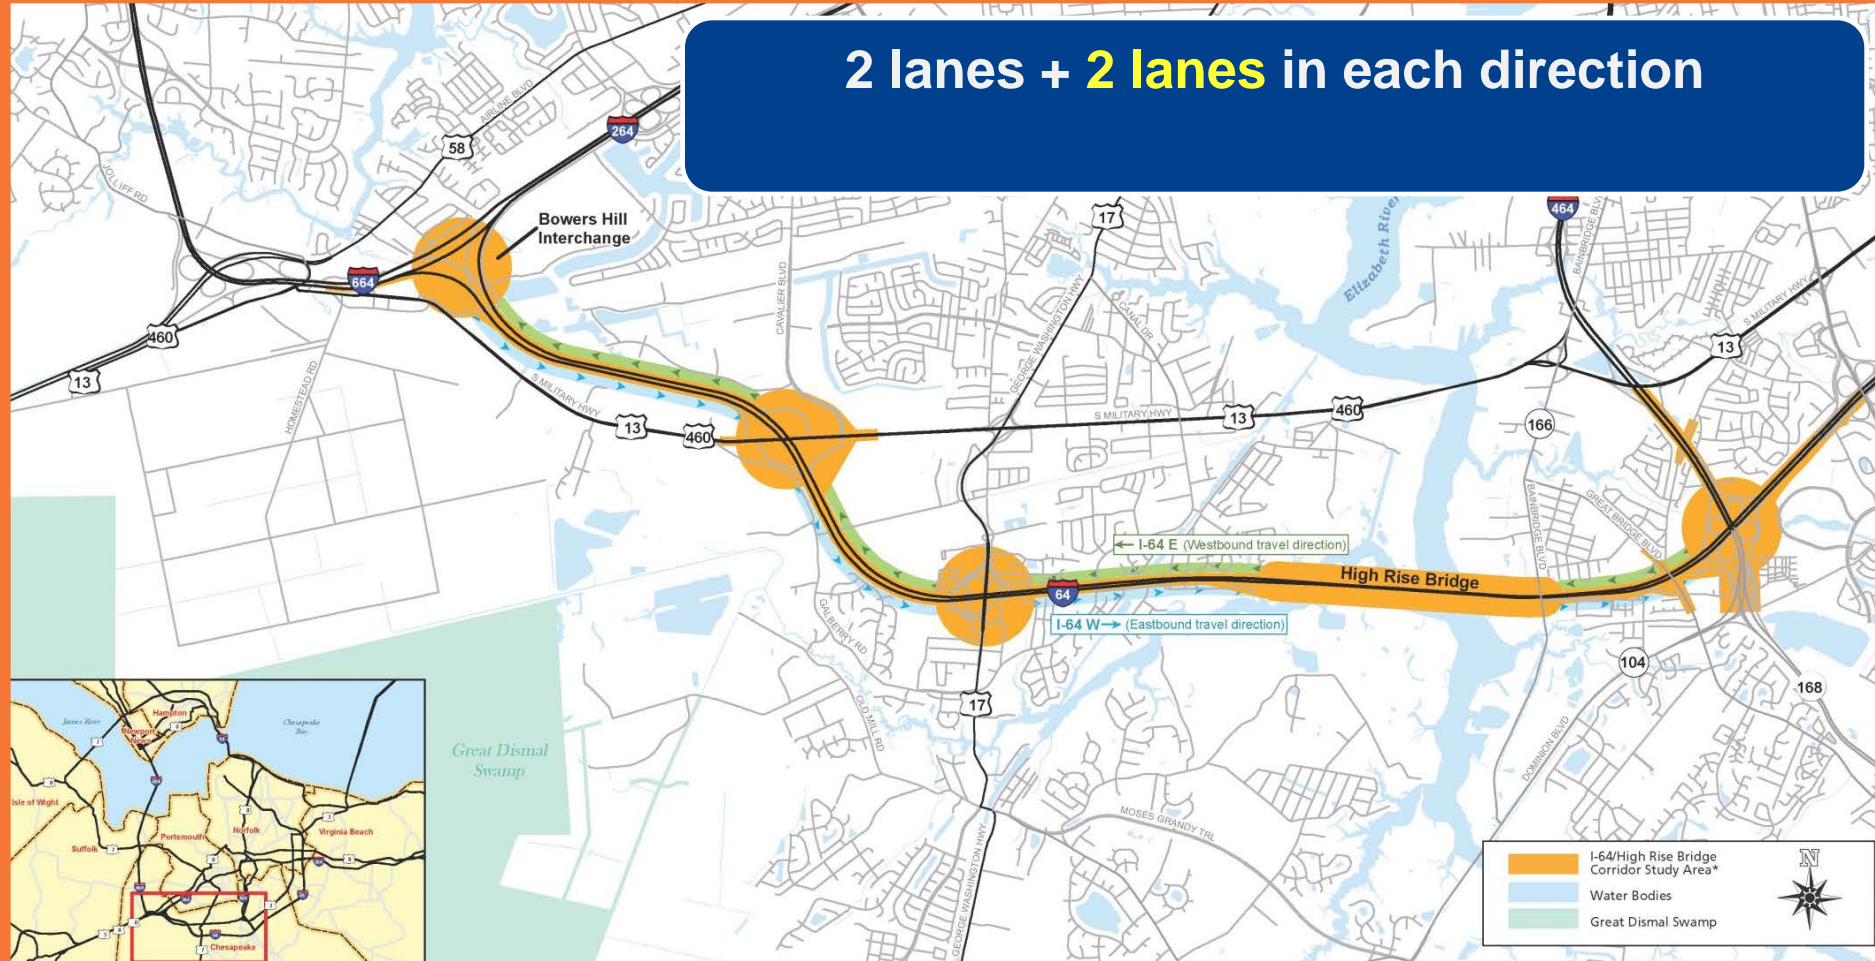 2 lanes + 2 lanes in each direction
AIRLINE BLVD
58
264
JOLLIFF RD
Bowers Hill
Interchange
664
460
13
HOMESTEAD RD
S MILITARY HWY
13
460
CAVALIER BLVD
17
GEORGE WASHINGTON HWY
CANAL DR
Elizabeth River
464
BAINBRIDGE BLVD
S MILITARY HWY
13
S MILITARY HWY
13
460
166
BAINBRIDGE BLVD
GREAT BRIDGE BLVD
← I-64 E (Westbound travel direction)
High Rise Bridge
64
I-64 W→ (Eastbound travel direction)
GALBERRY RD
OLD MILL RD
17
104
168
DOMINION BLVD
MOSES GRANDY TRL
GEORGE WASHINGTON HWY
Great Dismal
Swamp
James River
Hampton
Newport
News
Chesapeake
Bay
Isle of Wight
Portsmouth
Norfolk
Virginia Beach
Suffolk
Chesapeake
I-64/High Rise Bridge
Corridor Study Area*
Water Bodies
Great Dismal Swamp
N